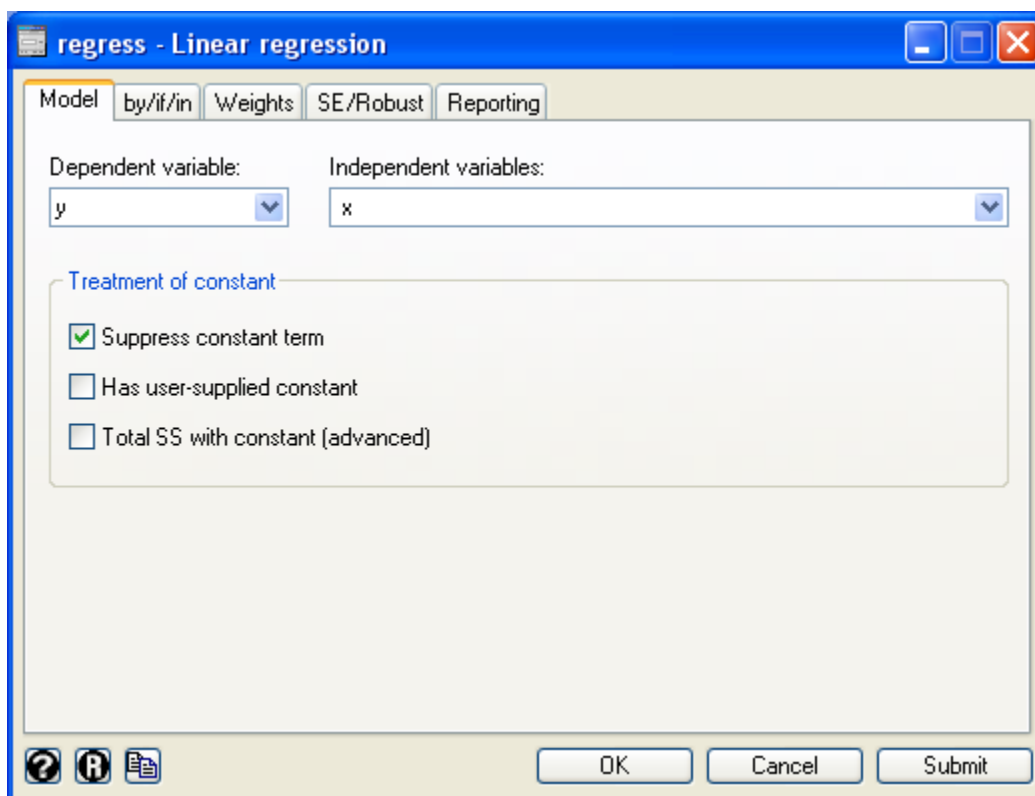 regress - Linear regression
Model by/if/in Weights SE/Robust Reporting
Dependent variable: Independent variables:
y x
Treatment of constant
Suppress constant term
Has user-supplied constant
Total SS with constant (advanced)
? R OK Cancel Submit